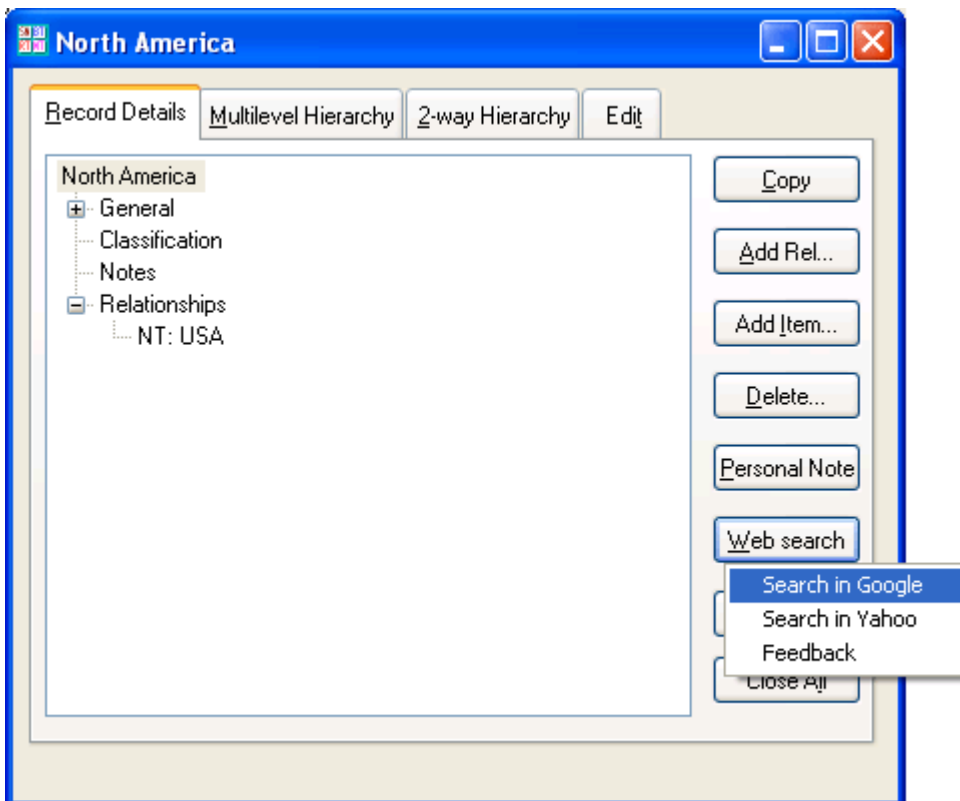 North America
Record Details Multilevel Hierarchy 2-way Hierarchy Edit
North America
General
Classification
Notes
Relationships
NT: USA
Copy
Add Rel...
Add Item...
Delete...
Personal Note
Web search
Search in Google
Search in Yahoo
Feedback
Close All